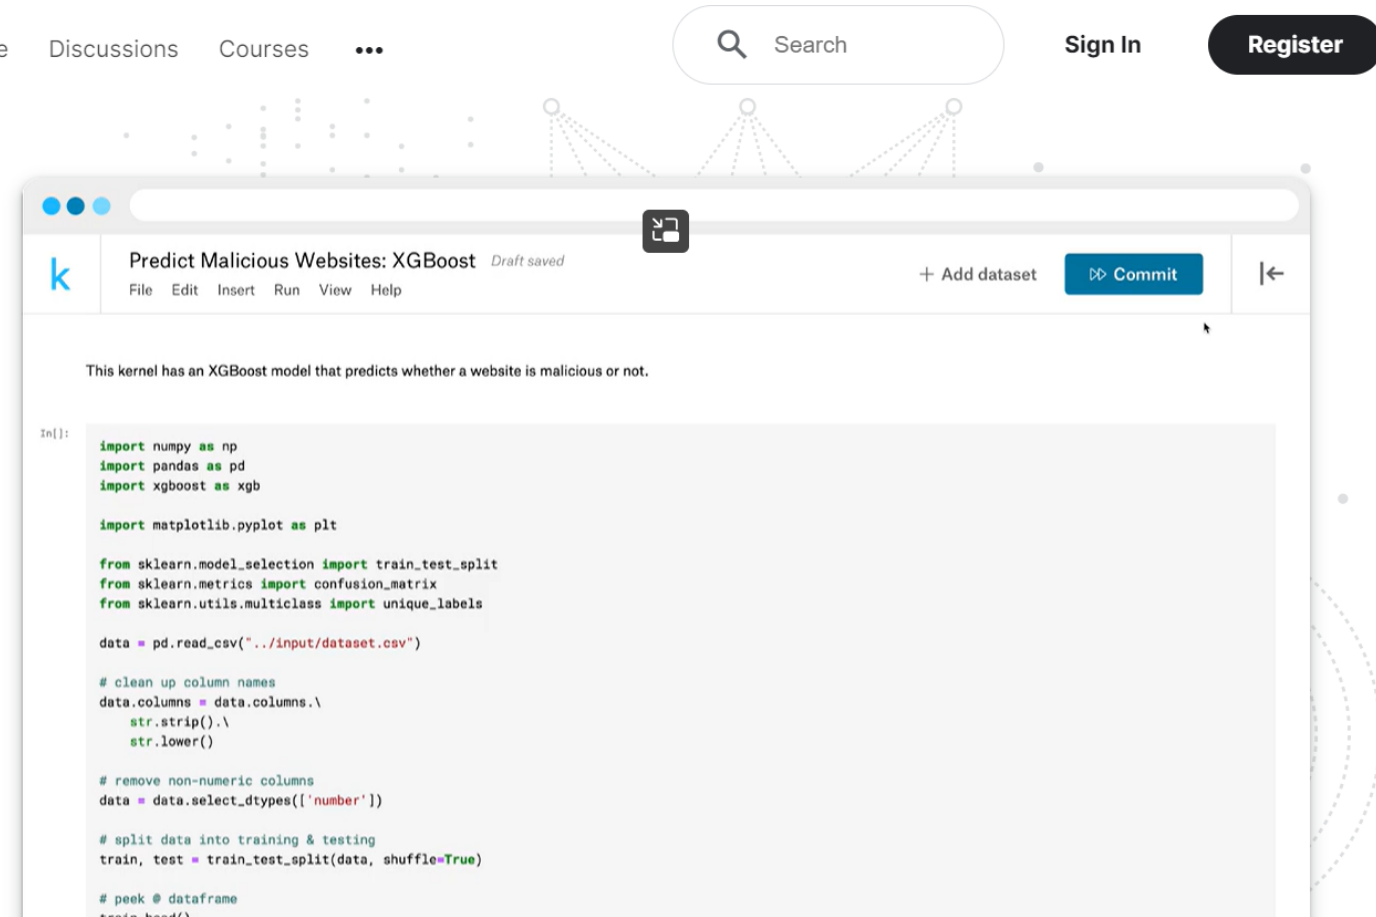 e Discussions Courses ••• Search Sign In Register
k
Predict Malicious Websites: XGBoost Draft saved
File Edit Insert Run View Help
+ Add dataset Commit
This kernel has an XGBoost model that predicts whether a website is malicious or not.
In[]:
import numpy as np
import pandas as pd
import xgboost as xgb
import matplotlib.pyplot as plt
from sklearn.model_selection import train_test_split
from sklearn.metrics import confusion_matrix
from sklearn.utils.multiclass import unique_labels
data = pd.read_csv("../input/dataset.csv")
# clean up column names
data.columns = data.columns.\
str.strip().\
str.lower()
# remove non-numeric columns
data = data.select_dtypes(['number'])
# split data into training & testing
train, test = train_test_split(data, shuffle=True)
# peek @ dataframe
train.head()